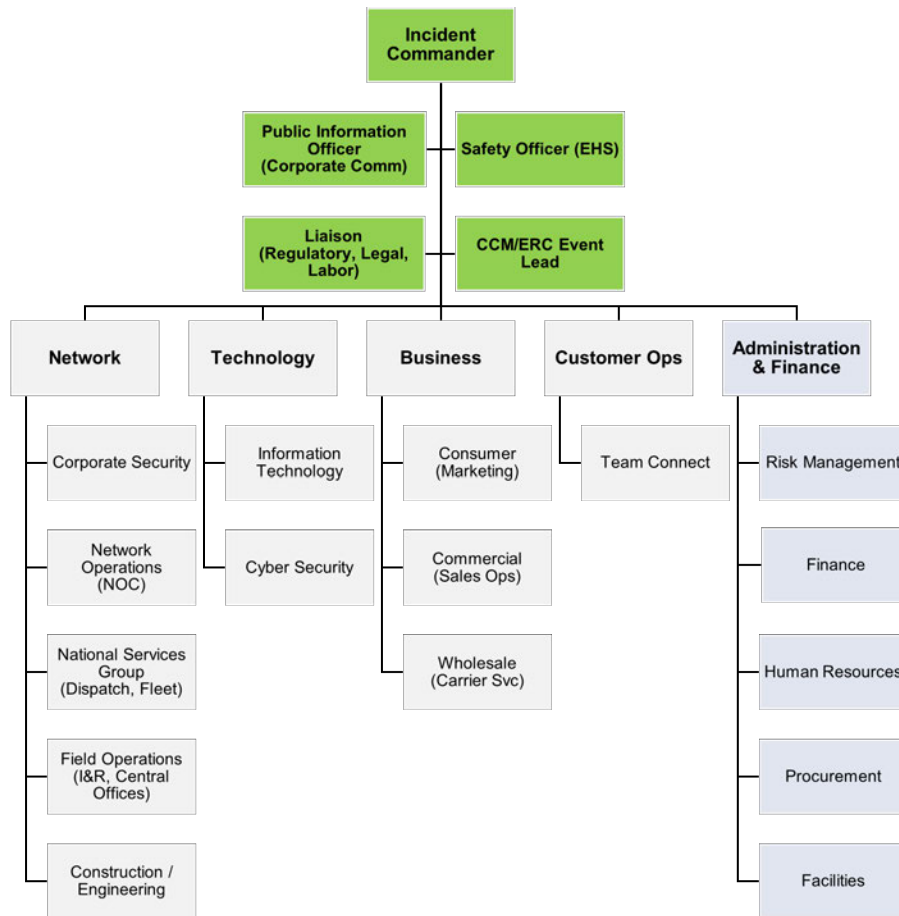 Incident
Commander
Public Information
Officer
(Corporate Comm)
Safety Officer (EHS)
Liaison
(Regulatory, Legal,
Labor)
CCM/ERC Event
Lead
Network
Technology
Business
Customer Ops
Administration
& Finance
Corporate Security
Information
Technology
Consumer
(Marketing)
Team Connect
Risk Management
Network
Operations
(NOC)
Cyber Security
Commercial
(Sales Ops)
Finance
National Services
Group
(Dispatch, Fleet)
Wholesale
(Carrier Svc)
Human Resources
Field Operations
(I&R, Central
Offices)
Procurement
Construction /
Engineering
Facilities